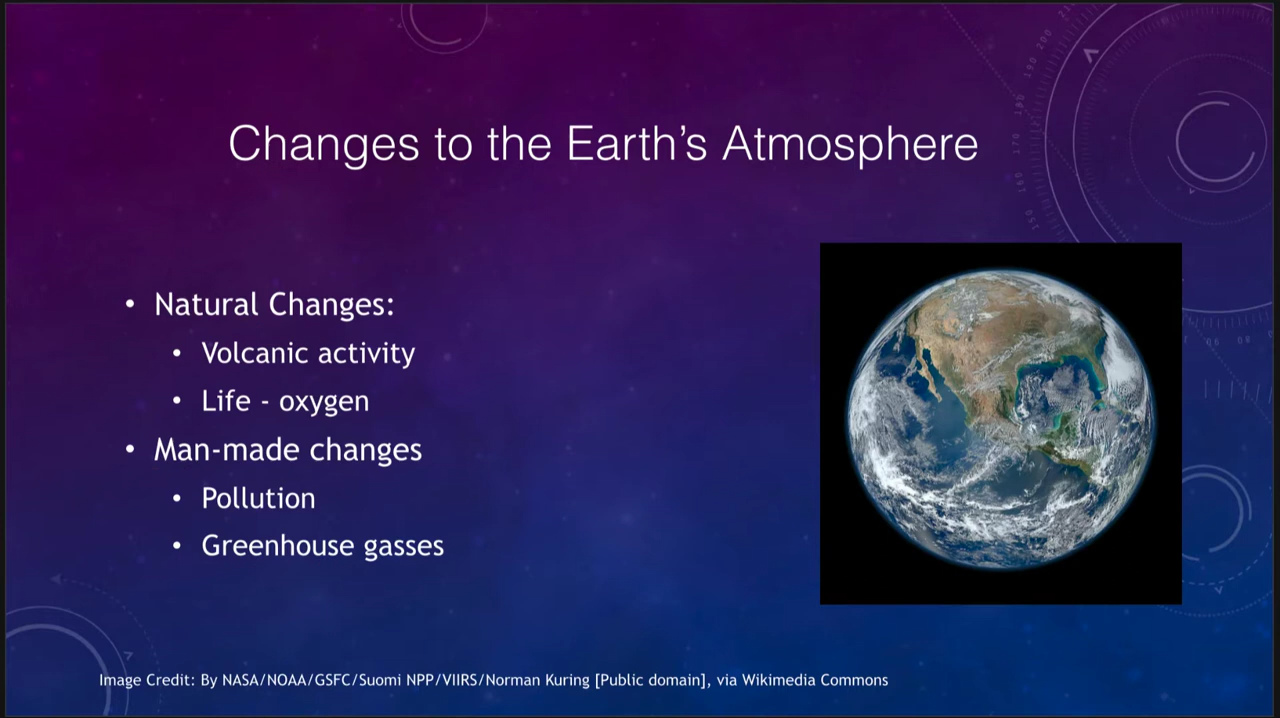 Changes to the Earth’s Atmosphere
• Natural Changes:
• Volcanic activity
• Life - oxygen
• Man-made changes
• Pollution
• Greenhouse gasses
Image Credit: By NASA/NOAA/GSFC/Suomi NPP/VIIRS/Norman Kuring [Public domain], via Wikimedia Commons